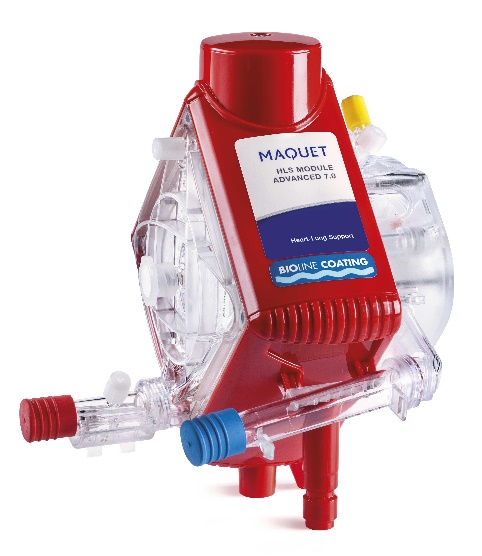 MAQUET
HLS MODULE
ADVANCED 7.0
Heart-Lung Support
BIOLINE COATING